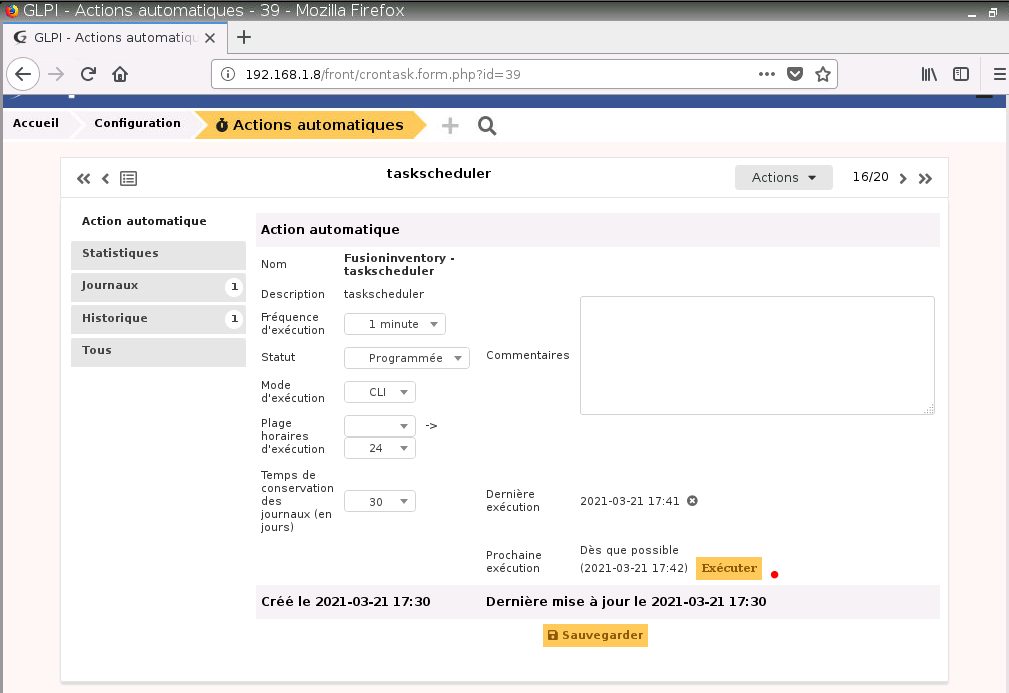 GLPI - Actions automatiques - 39 - Mozilla Firefox
GLPI - Actions automatiqu
192.168.1.8/front/crontask.form.php?id=39
Accueil
Configuration
Actions automatiques
taskscheduler
Actions
16/20
Action automatique
Statistiques
Journaux 1
Historique 1
Tous
Action automatique
Nom
Fusioninventory -
taskscheduler
Description
taskscheduler
Fréquence
d'exécution
1 minute
Statut
Programmée
Commentaires
Mode
d'exécution
CLI
Plage
horaires
d'exécution
->
24
Temps de
conservation
des
journaux (en
jours)
30
Dernière
exécution
2021-03-21 17:41
Prochaine
exécution
Dès que possible
(2021-03-21 17:42)
Exécuter
Créé le 2021-03-21 17:30
Dernière mise à jour le 2021-03-21 17:30
Sauvegarder